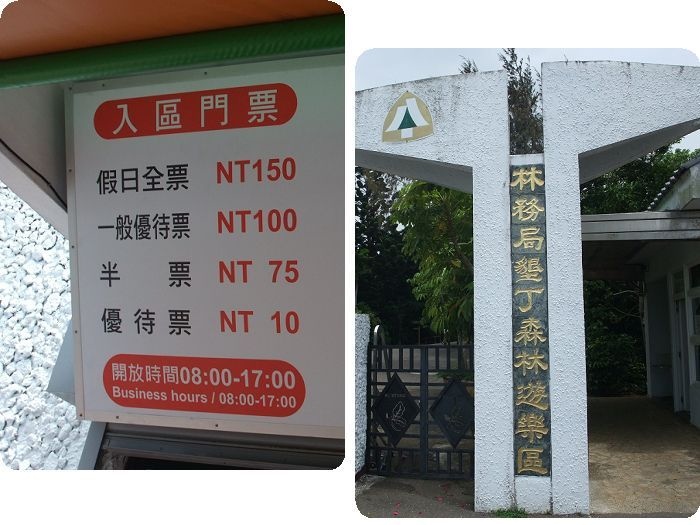 入區門票
假日全票 NT150
一般優待票 NT100
半 票 NT 75
優待票 NT 10
開放時間08:00-17:00
Business hours / 08:00-17:00
林務局墾丁森林遊樂區